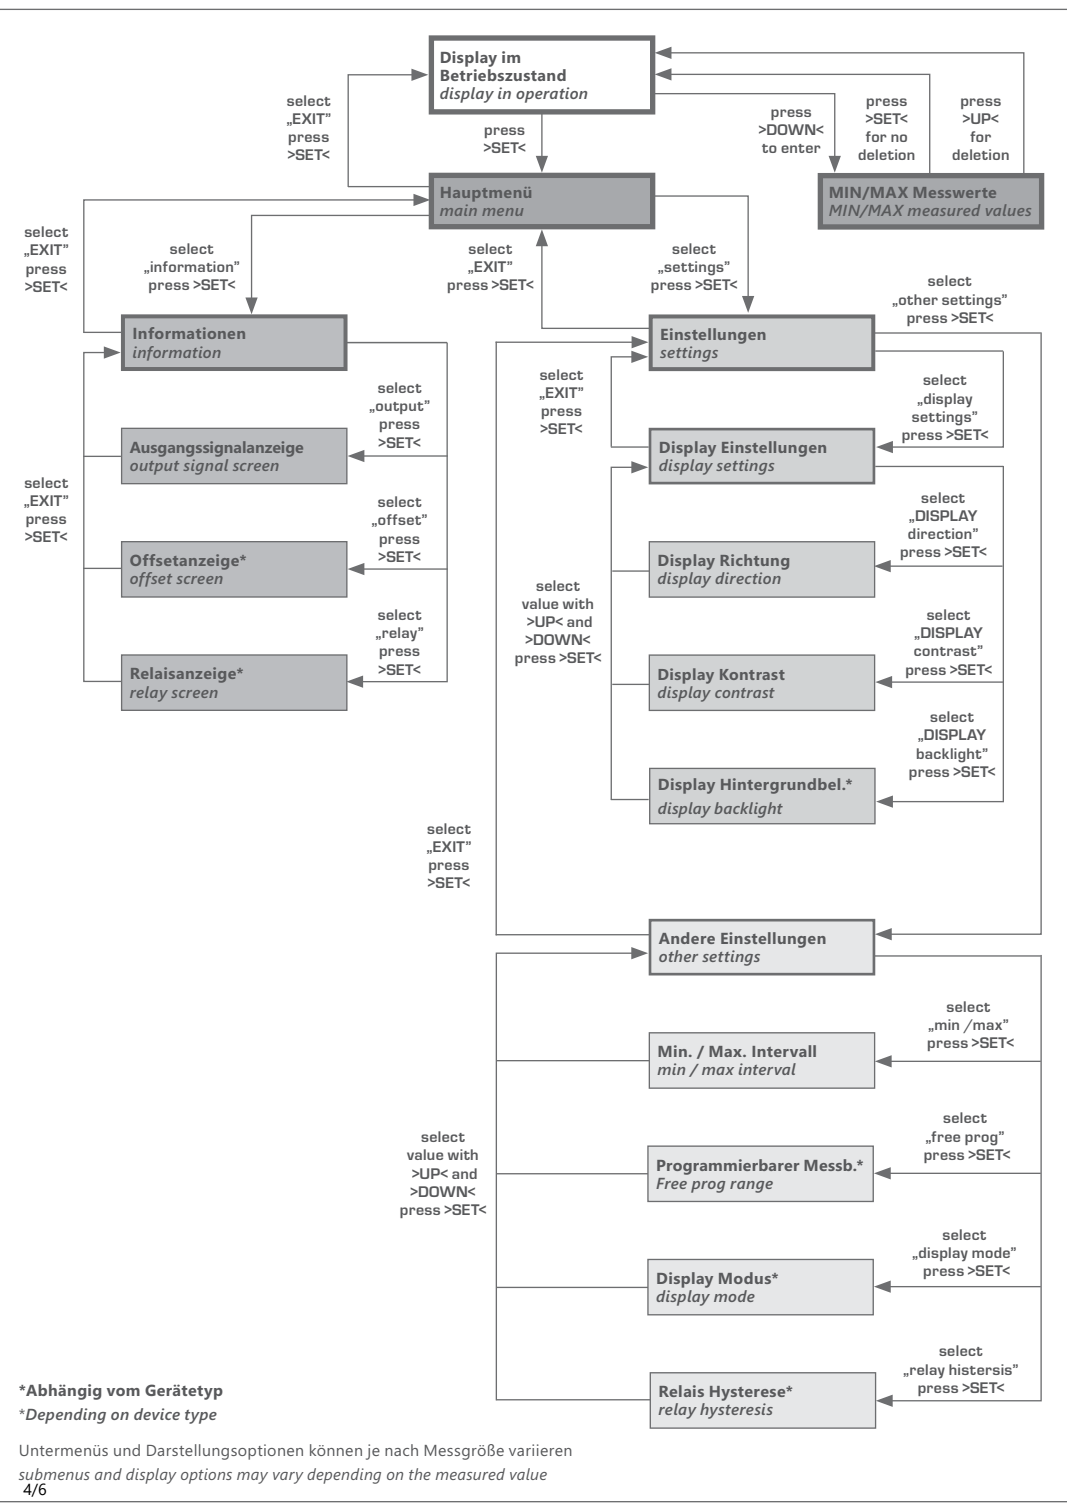 Display im
Betriebszustand
display in operation
select
„EXIT”
press
>SET<
press
>SET<
press
>DOWN<
to enter
press
>SET<
for no
deletion
press
>UP<
for
deletion
Hauptmenü
main menu
MIN/MAX Messwerte
MIN/MAX measured values
select
„EXIT”
press
>SET<
select
„information”
press >SET<
select
„EXIT”
press >SET<
select
„settings”
press >SET<
select
„other settings”
press >SET<
Informationen
information
Einstellungen
settings
select
„output”
press
>SET<
select
„EXIT”
press
>SET<
select
„display
settings”
press >SET<
Ausgangssignalanzeige
output signal screen
Display Einstellungen
display settings
select
„EXIT”
press
>SET<
select
„offset”
press
>SET<
select
„DISPLAY
direction”
press >SET<
Offsetanzeige*
offset screen
Display Richtung
display direction
select
value with
>UP< and
>DOWN<
press >SET<
select
„relay”
press
>SET<
select
„DISPLAY
contrast”
press >SET<
Relaisanzeige*
relay screen
Display Kontrast
display contrast
select
„DISPLAY
backlight”
press >SET<
Display Hintergrundbel.*
display backlight
select
„EXIT”
press
>SET<
Andere Einstellungen
other settings
select
„min /max”
press >SET<
Min. / Max. Intervall
min / max interval
select
„free prog”
press >SET<
select
value with
>UP< and
>DOWN<
press >SET<
Programmierbarer Messb.*
Free prog range
select
„display mode”
press >SET<
Display Modus*
display mode
select
„relay histersis”
press >SET<
Relais Hysterese*
relay hysteresis
*Abhängig vom Gerätetyp
*Depending on device type
Untermenüs und Darstellungsoptionen können je nach Messgröße variieren
submenus and display options may vary depending on the measured value
4/6